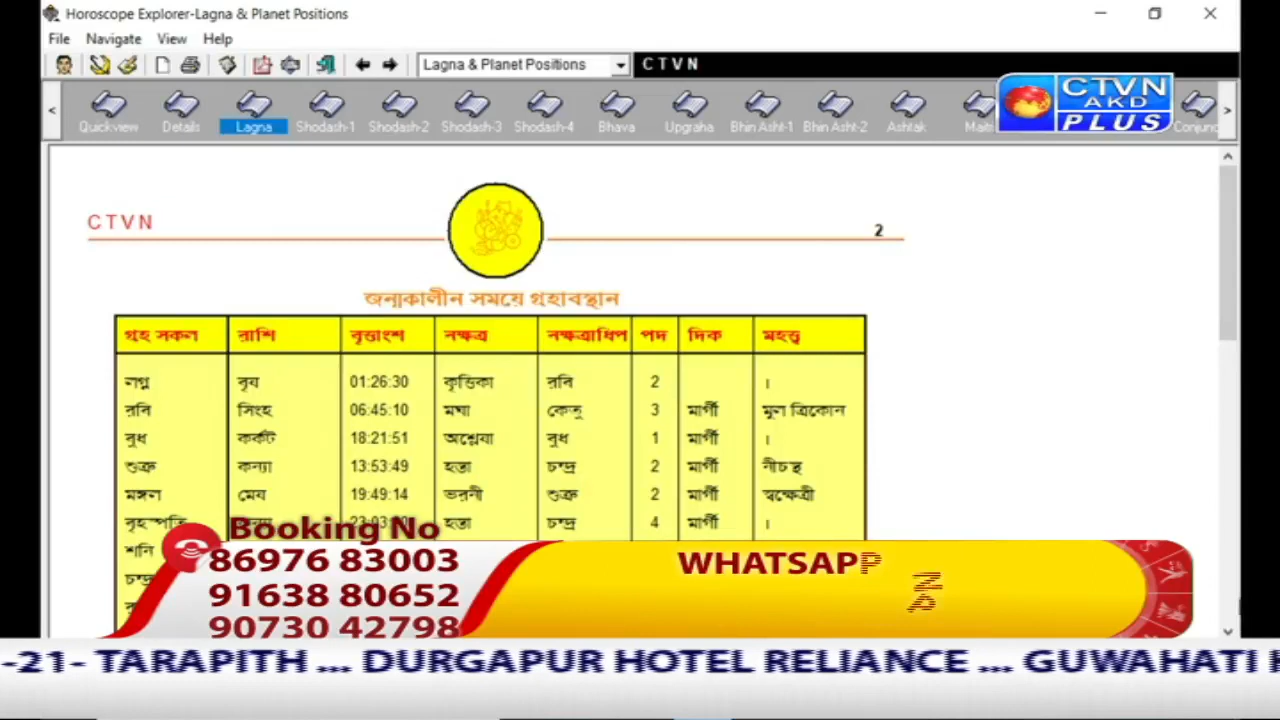 Horoscope Explorer-Lagna & Planet Positions
File Navigate View Help
Lagna & Planet Positions
C T V N
Quickview Details Lagna Shodash-1 Shodash-2 Shodash-3 Shodash-4 Bhava Upgraha Bhin Asht-1 Bhin Asht-2 Ashtak
CTVN
AKD
PLUS
C T V N
2
জন্মকালীন সময়ে গ্রহাবস্থান
গ্রহ সকল রাশি বৃত্তাংশ নক্ষত্র নক্ষত্রাধিপ পদ দিক মহত্ত্ব
লগ্ন বৃষ 01:26:30 কৃত্তিকা রবি 2 ।
রবি সিংহ 06:45:10 মঘা কেতু 3 মার্গী মুল ত্রিকোন
বুধ কর্কট 18:21:51 অশ্লেষা বুধ 1 মার্গী ।
শুক্র কন্যা 13:53:49 হস্তা চন্দ্র 2 মার্গী নীচস্থ
মঙ্গল মেষ 19:49:14 ভরনী শুক্র 2 মার্গী স্বক্ষেত্রী
বৃহস্পতি হস্তা চন্দ্র 4 মার্গী ।
শনি
চন্দ্র
Booking No
86976 83003
91638 80652
90730 42798
WHATSAPP
-21- TARAPITH ... DURGAPUR HOTEL RELIANCE ... GUWAHATI